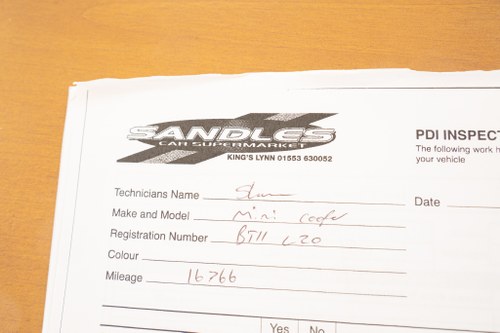 SANDLES
CAR SUPERMARKET
KING'S LYNN 01553 630052
PDI INSPECT
The following work h
your vehicle
Technicians Name
Date
Make and Model Mini Cooper
Registration Number BT11 LZO
Colour
Mileage 16766
Yes No